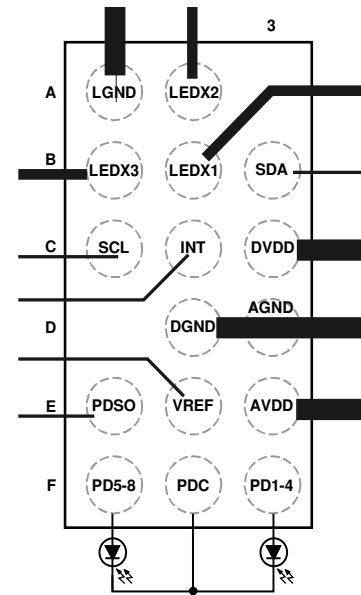 3
A LGND LEDX2
B LEDX3 LEDX1 SDA
C SCL INT DVDD
AGND
D DGND
E PDSO VREF AVDD
F PD5-8 PDC PD1-4